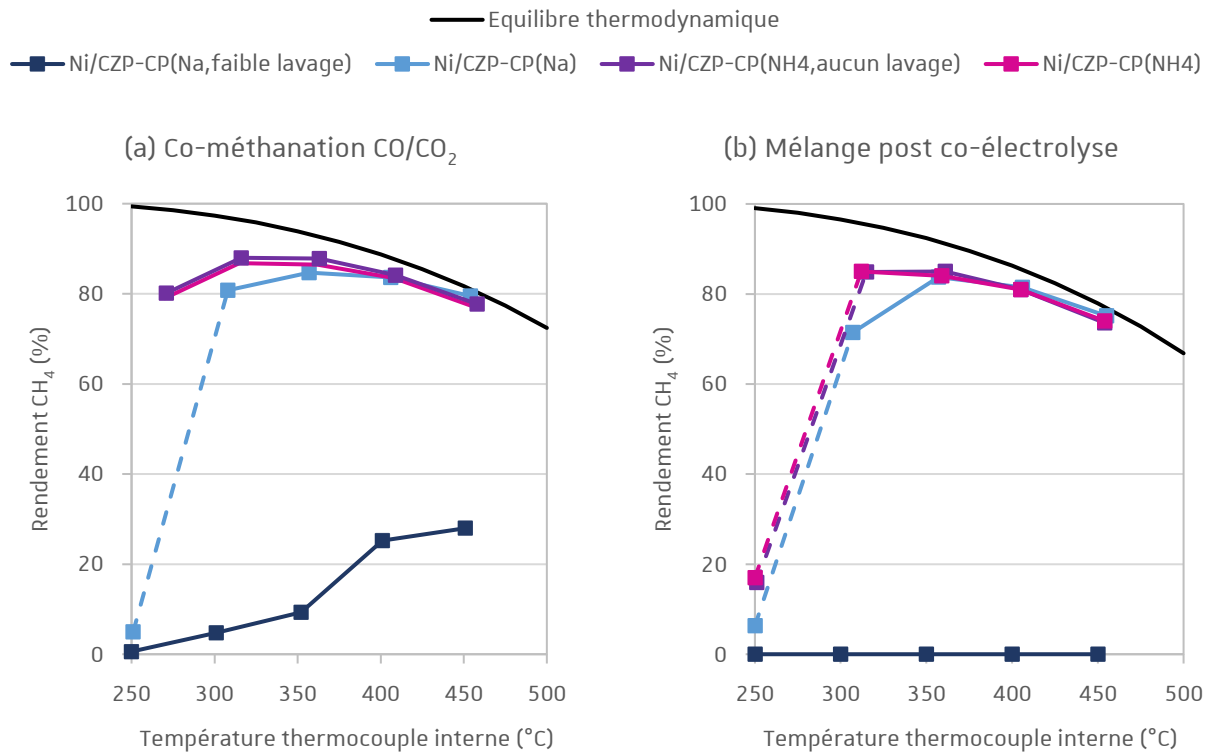 Equilibre thermodynamique
Ni/CZP-CP(Na,faible lavage) Ni/CZP-CP(Na) Ni/CZP-CP(NH4,aucun lavage) Ni/CZP-CP(NH4)
(a) Co-méthanation CO/CO₂
Rendement CH₄ (%)
100
80
60
40
20
0
250 300 350 400 450 500
Température thermocouple interne (°C)
(b) Mélange post co-électrolyse
Rendement CH₄ (%)
100
80
60
40
20
0
250 300 350 400 450 500
Température thermocouple interne (°C)